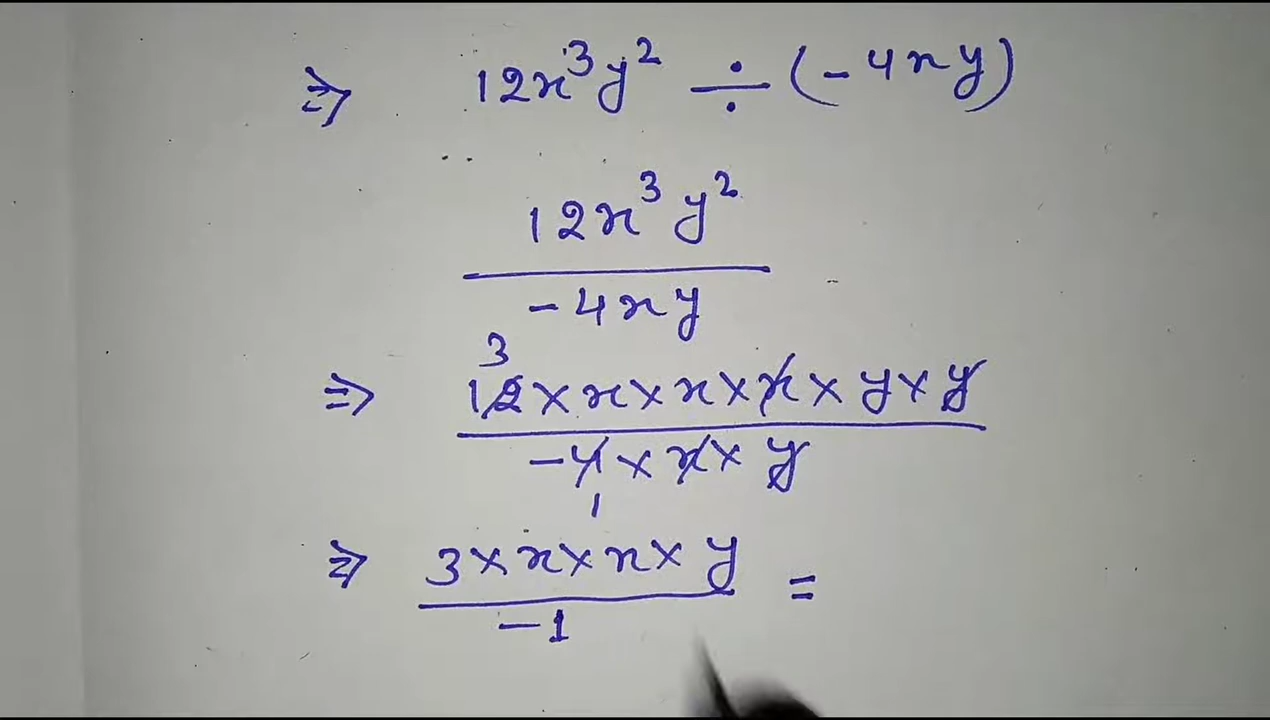 ⇒ 12x³y² ÷ (-4xy)
12x³y²
-4xy
3
⇒ 12×x×x×x×y×y
-4×x×y
1
⇒ 3×x×x×y =
-1